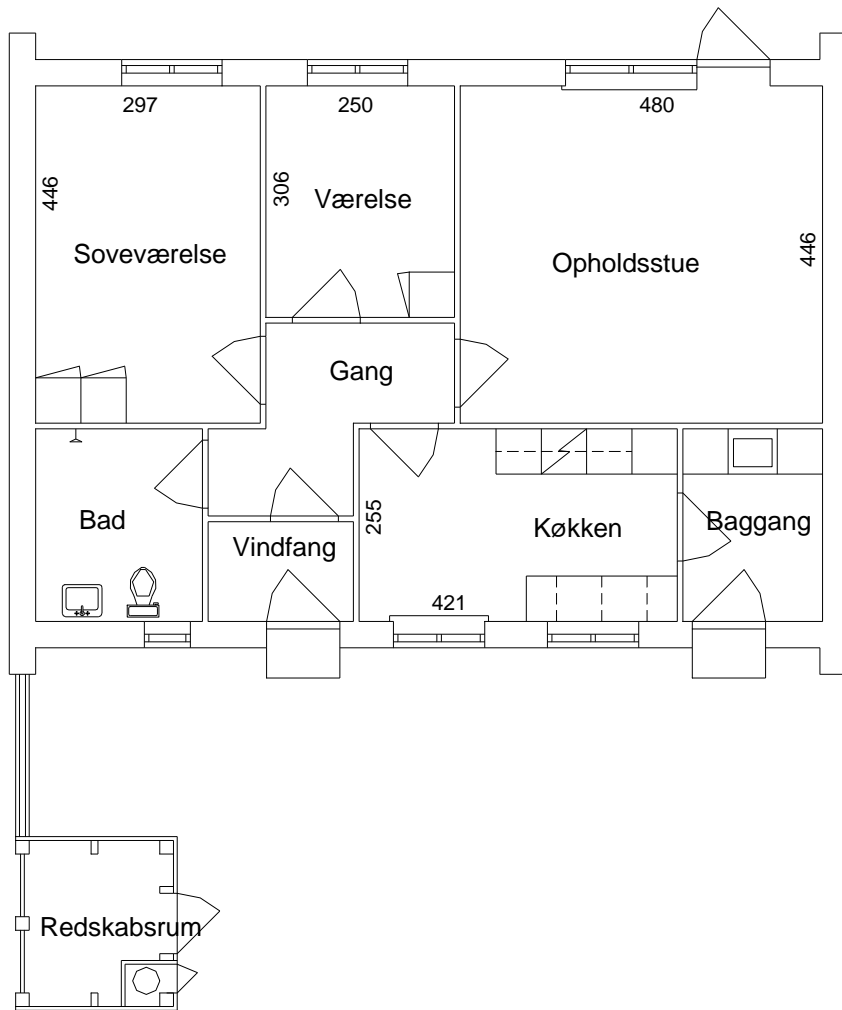 297
250
480
446
306
Værelse
Soveværelse
Opholdsstue
446
Gang
Bad
Vindfang
255
Køkken
Baggang
421
Redskabsrum